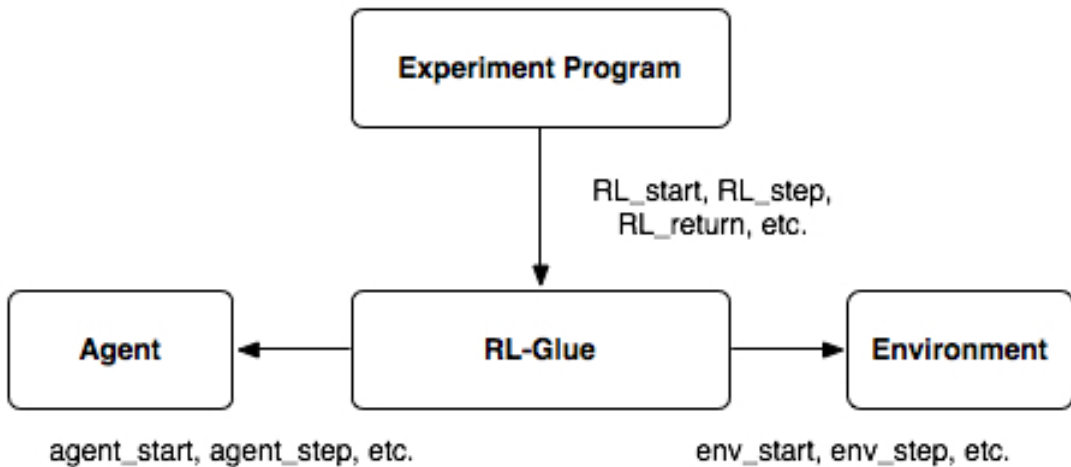 Experiment Program
RL_start, RL_step,
RL_return, etc.
Agent
RL-Glue
Environment
agent_start, agent_step, etc.
env_start, env_step, etc.